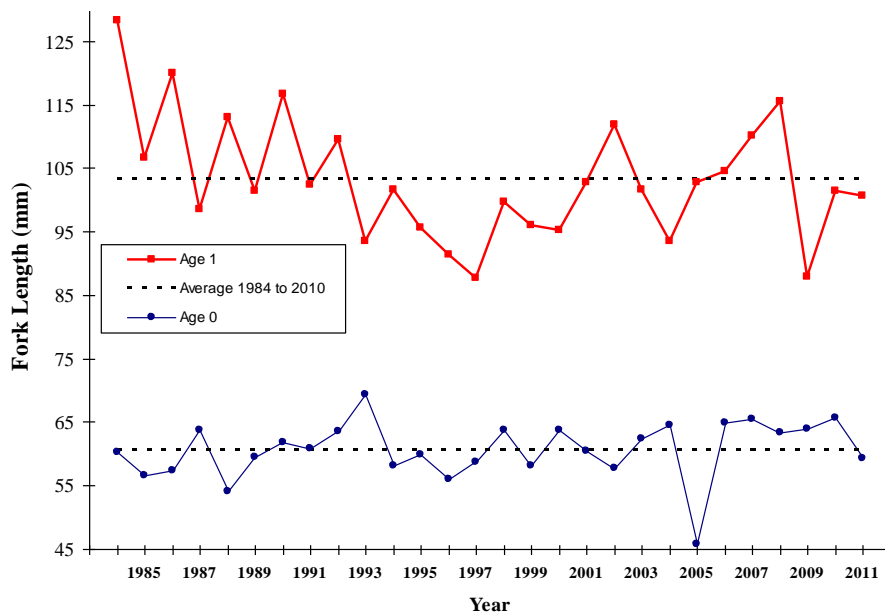 125
115
105
95
85
75
65
55
45
Fork Length (mm)
Age 1
Average 1984 to 2010
Age 0
1985 1987 1989 1991 1993 1995 1997 1999 2001 2003 2005 2007 2009 2011
Year